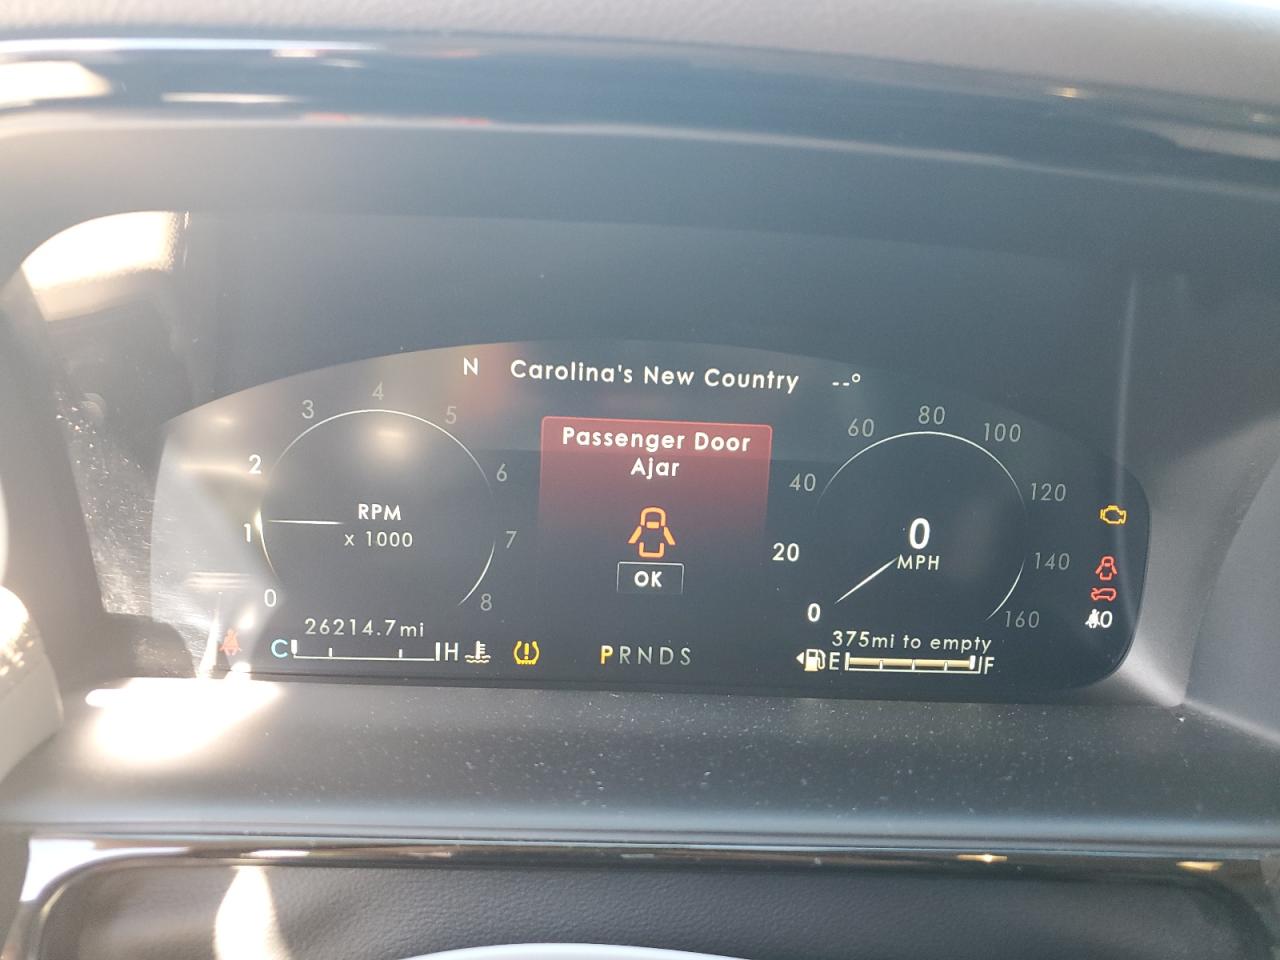 N Carolina's New Country --°
Passenger Door
Ajar
OK
0
1
2
3
4
5
6
7
8
RPM
x 1000
26214.7mi
C H
PRNDS
0
20
40
60
80
100
120
140
160
0
MPH
375mi to empty
E F